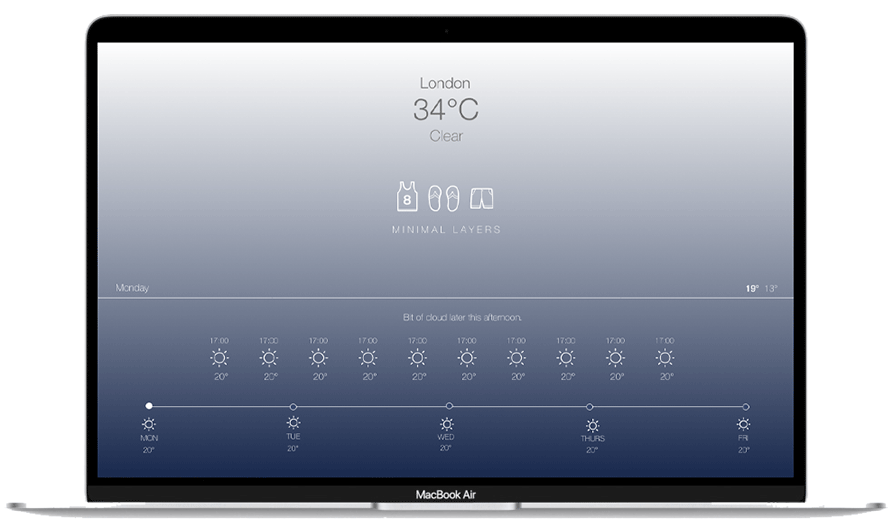 London
34°C
Clear
8
MINIMAL LAYERS
Monday 19° 13°
Bit of cloud later this afternoon.
17:00 17:00 17:00 17:00 17:00 17:00 17:00 17:00 17:00 17:00
20° 20° 20° 20° 20° 20° 20° 20° 20° 20°
MON TUE WED THURS FRI
20° 20° 20° 20° 20°
MacBook Air